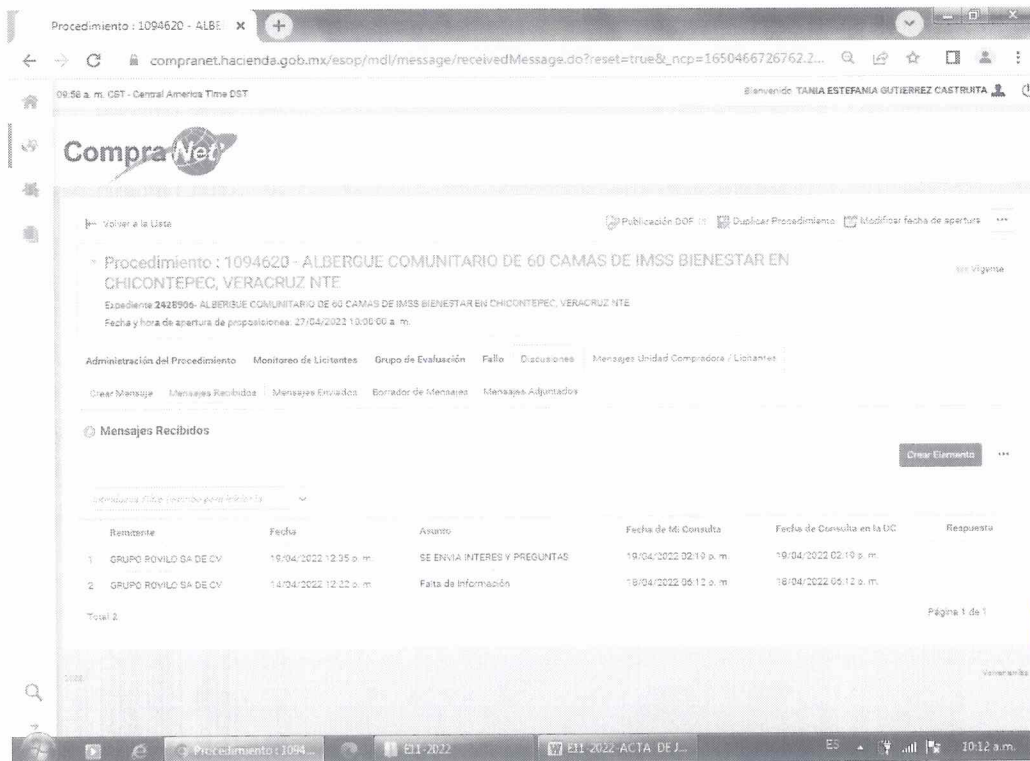 Procedimiento : 1094620 - ALBE
compranet.hacienda.gob.mx/esop/mdl/message/receivedMessage.do?reset=true&_ncp=1650466726762.2...
09:56 a. m. CST - Central America Time DST
Bienvenido TANIA ESTEFANIA GUTIERREZ CASTRUITA
CompraNet
Volver a la Lista
Publicación DOF
Duplicar Procedimiento
Modificar fecha de apertura
Procedimiento : 1094620 - ALBERGUE COMUNITARIO DE 60 CAMAS DE IMSS BIENESTAR EN
CHICONTEPEC, VERACRUZ NTE
Vigente
Expediente 2428906- ALBERGUE COMUNITARIO DE 60 CAMAS DE IMSS BIENESTAR EN CHICONTEPEC, VERACRUZ NTE
Fecha y hora de apertura de proposiciones: 27/04/2022 10:00:00 a. m.
Administración del Procedimiento Monitoreo de Licitantes Grupo de Evaluación Fallo Discusiones Mensajes Unidad Compradora / Licitantes
Crear Mensaje Mensajes Recibidos Mensajes Enviados Borrador de Mensajes Mensajes Adjuntados
Mensajes Recibidos
Crear Elemento
Remitente Fecha Asunto Fecha de Mi Consulta Fecha de Consulta en la DC Respuesta
1 GRUPO ROVILO SA DE CV 19/04/2022 12:35 p. m. SE ENVIA INTERES Y PREGUNTAS 19/04/2022 02:19 p. m. 19/04/2022 02:19 p. m.
2 GRUPO ROVILO SA DE CV 14/04/2022 12:22 p. m. Falta de Información 18/04/2022 06:12 p. m. 18/04/2022 06:12 p. m.
Total 2
Página 1 de 1
Volver arriba
Procedimiento : 1094...
E11-2022
E11-2022-ACTA DE J...
ES
10:12 a.m.